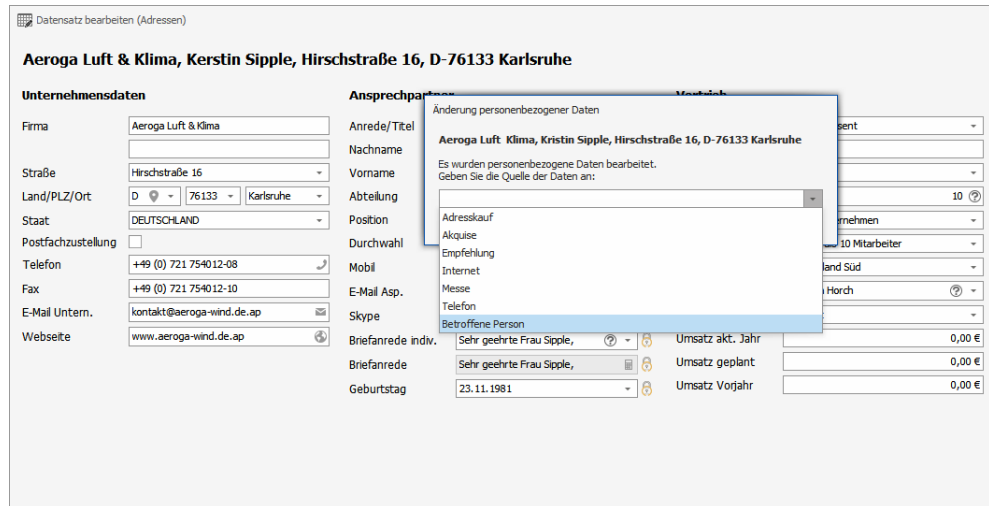 Datensatz bearbeiten (Adressen)
Aeroga Luft & Klima, Kerstin Sipple, Hirschstraße 16, D-76133 Karlsruhe
Unternehmensdaten
Firma Aeroga Luft & Klima
Straße Hirschstraße 16
Land/PLZ/Ort D 76133 Karlsruhe
Staat DEUTSCHLAND
Postfachzustellung
Telefon +49 (0) 721 754012-08
Fax +49 (0) 721 754012-10
E-Mail Untern. kontakt@aeroga-wind.de.ap
Webseite www.aeroga-wind.de.ap
Ansprechpartner
Anrede/Titel
Nachname
Vorname
Abteilung
Position
Durchwahl
Mobil
E-Mail Asp.
Skype
Briefanrede indiv. Sehr geehrte Frau Sipple,
Briefanrede Sehr geehrte Frau Sipple,
Geburtstag 23.11.1981
Änderung personenbezogener Daten
Aeroga Luft Klima, Kristin Sipple, Hirschstraße 16, D-76133 Karlsruhe
Es wurden personenbezogene Daten bearbeitet.
Geben Sie die Quelle der Daten an:
Adresskauf
Akquise
Empfehlung
Internet
Messe
Telefon
Betroffene Person
Vertrieb
10
10 Mitarbeiter
Süd
Horch
Umsatz akt. Jahr 0,00 €
Umsatz geplant 0,00 €
Umsatz Vorjahr 0,00 €